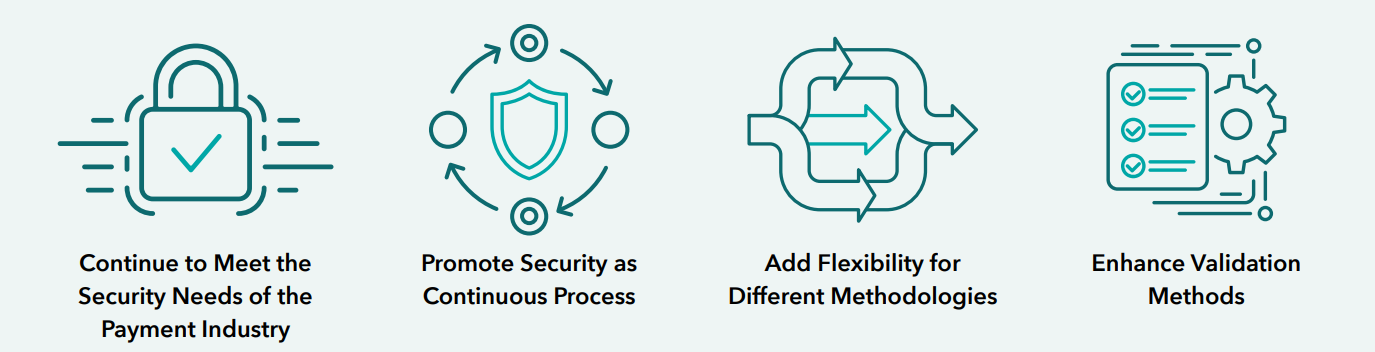 Continue to Meet the
Security Needs of the
Payment Industry
Promote Security as
Continuous Process
Add Flexibility for
Different Methodologies
Enhance Validation
Methods